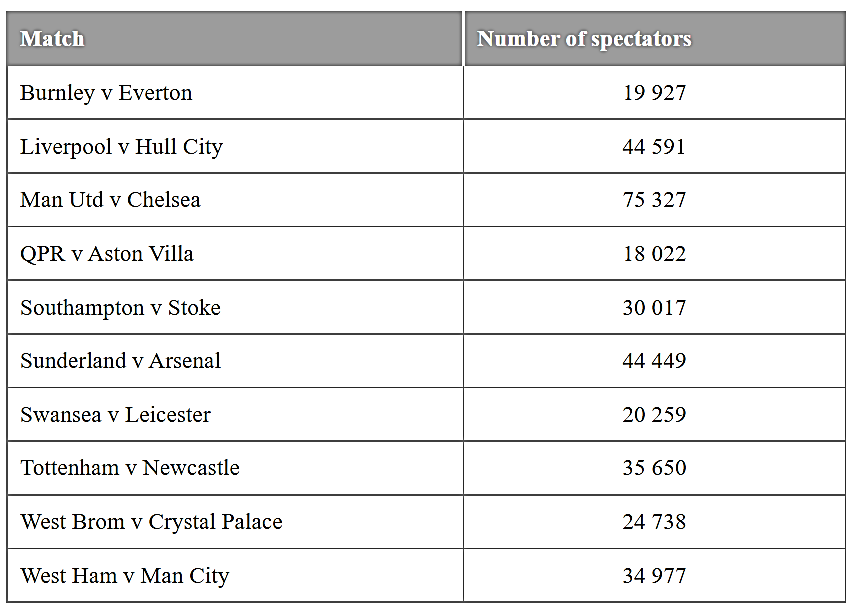 Match Number of spectators
Burnley v Everton 19 927
Liverpool v Hull City 44 591
Man Utd v Chelsea 75 327
QPR v Aston Villa 18 022
Southampton v Stoke 30 017
Sunderland v Arsenal 44 449
Swansea v Leicester 20 259
Tottenham v Newcastle 35 650
West Brom v Crystal Palace 24 738
West Ham v Man City 34 977